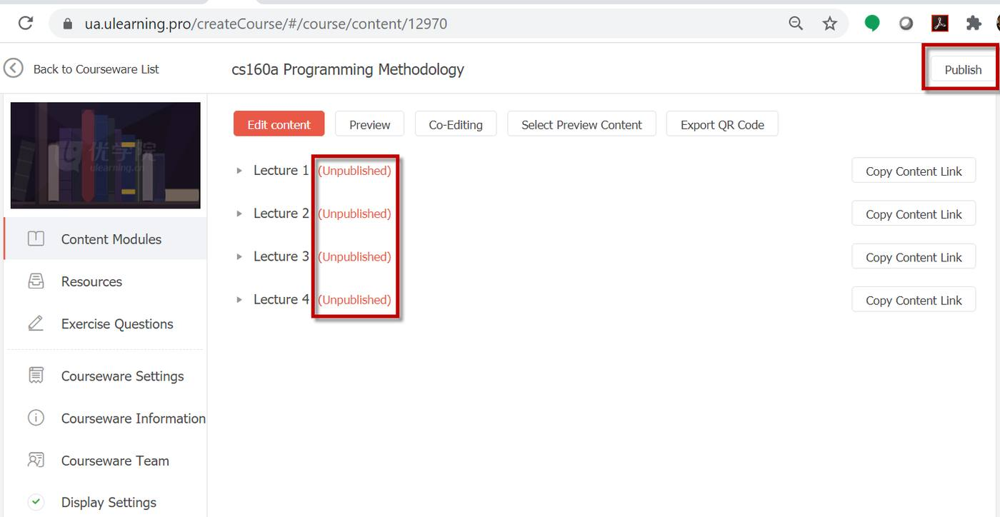 ua.ulearning.pro/createCourse/#/course/content/12970
Back to Courseware List
cs160a Programming Methodology
Publish
Edit content
Preview
Co-Editing
Select Preview Content
Export QR Code
优学院
ulearning.cn
Lecture 1 (Unpublished)
Copy Content Link
Lecture 2 (Unpublished)
Copy Content Link
Lecture 3 (Unpublished)
Copy Content Link
Lecture 4 (Unpublished)
Copy Content Link
Content Modules
Resources
Exercise Questions
Courseware Settings
Courseware Information
Courseware Team
Display Settings